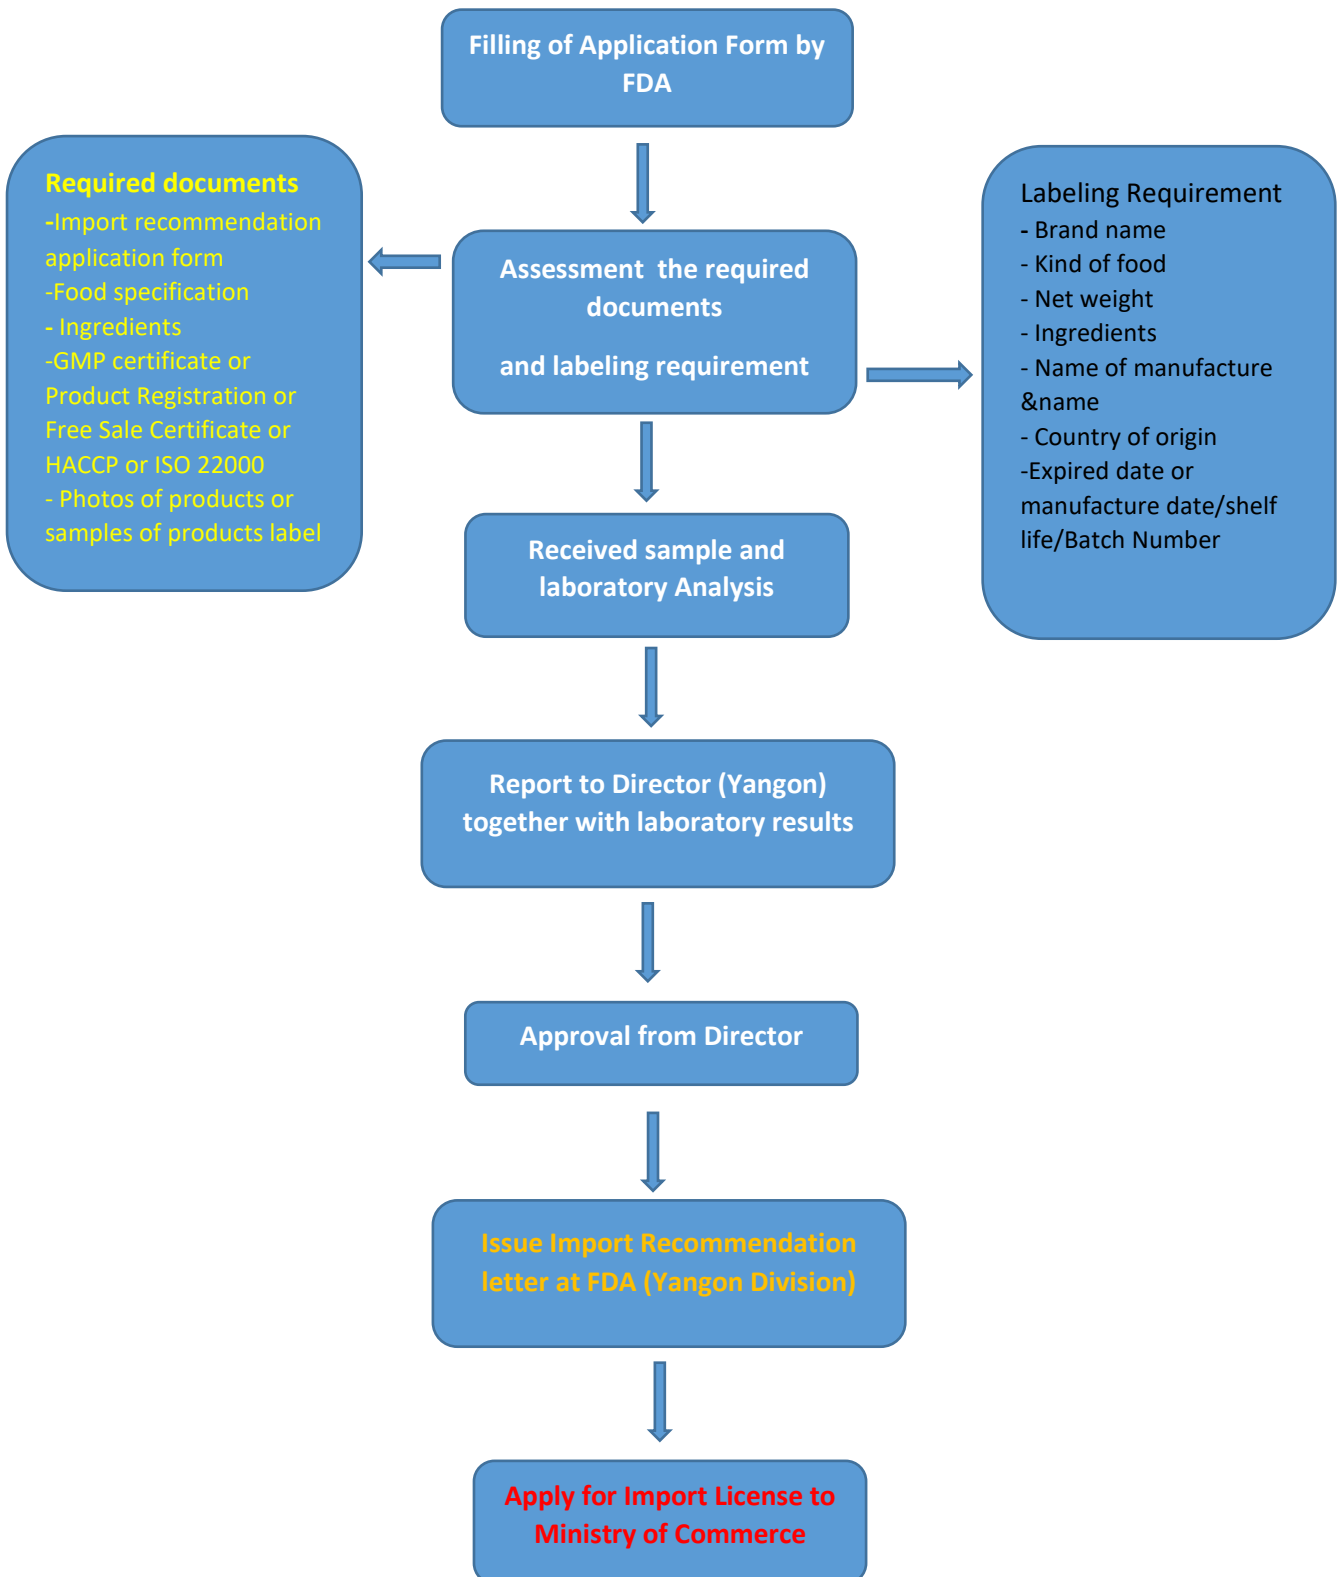 Filling of Application Form by
FDA
Required documents
-Import recommendation
application form
-Food specification
- Ingredients
-GMP certificate or
Product Registration or
Free Sale Certificate or
HACCP or ISO 22000
- Photos of products or
samples of products label
Assessment the required
documents
and labeling requirement
Labeling Requirement
- Brand name
- Kind of food
- Net weight
- Ingredients
- Name of manufacture
&name
- Country of origin
-Expired date or
manufacture date/shelf
life/Batch Number
Received sample and
laboratory Analysis
Report to Director (Yangon)
together with laboratory results
Approval from Director
Issue Import Recommendation
letter at FDA (Yangon Division)
Apply for Import License to
Ministry of Commerce